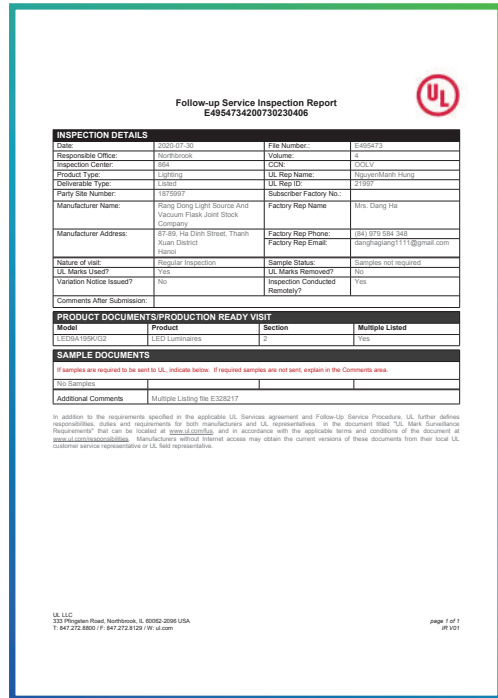 UL
Follow-up Service Inspection Report
E4954734200730230406
INSPECTION DETAILS
Date: 2020-07-30 File Number.: E495473
Responsible Office: Northbrook Volume: 4
Inspection Center: 864 CCN: OOLV
Product Type: Lighting UL Rep Name: NguyenManh Hung
Deliverable Type: Listed UL Rep ID: 21997
Party Site Number: 1875997 Subscriber Factory No.:
Manufacturer Name: Rang Dong Light Source And Factory Rep Name Mrs. Dang Ha
Vacuum Flask Joint Stock
Company
Manufacturer Address: 87-89, Ha Dinh Street, Thanh Factory Rep Phone: (84) 979 584 348
Xuan District Factory Rep Email: danghagiang1111@gmail.com
Hanoi
Nature of visit: Regular Inspection Sample Status: Samples not required
UL Marks Used? Yes UL Marks Removed? No
Variation Notice Issued? No Inspection Conducted Yes
Remotely?
Comments After Submission:
PRODUCT DOCUMENTS/PRODUCTION READY VISIT
Model Product Section Multiple Listed
LED9A195K/G2 LED Luminaires 2 Yes
SAMPLE DOCUMENTS
If samples are required to be sent to UL, indicate below. If required samples are not sent, explain in the Comments area.
No Samples
Additional Comments Multiple Listing file E328217
In addition to the requirements specified in the applicable UL Services agreement and Follow-Up Service Procedure, UL further defines
responsibilities, duties and requirements for both manufacturers and UL representatives in the document titled "UL Mark Surveillance
Requirements" that can be located at www.ul.com/fus, and in accordance with the applicable terms and conditions of the document at
www.ul.com/responsibilities. Manufacturers without Internet access may obtain the current versions of these documents from their local UL
customer service representative or UL field representative.
UL LLC
333 Pfingsten Road, Northbrook, IL 60062-2096 USA page 1 of 1
T: 847.272.8800 / F: 847.272.8129 / W: ul.com IR V01